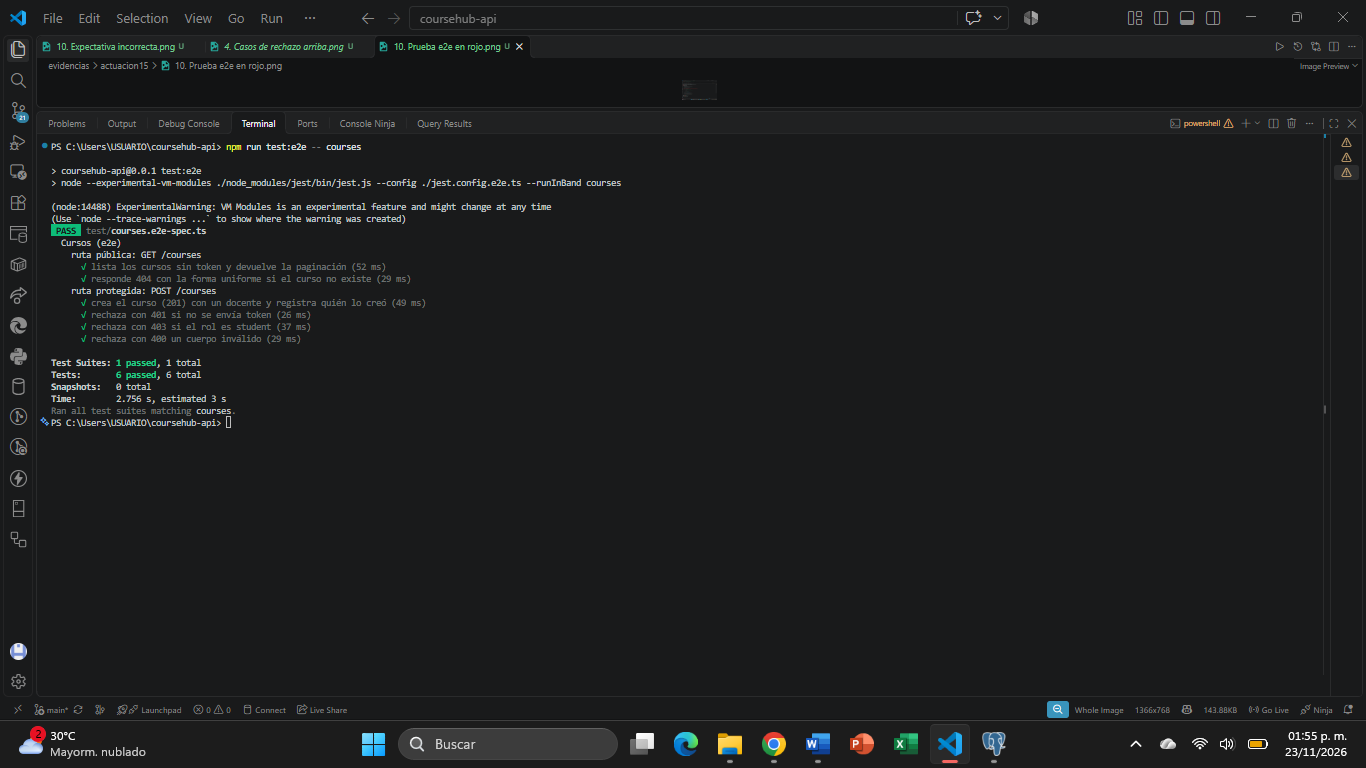 File Edit Selection View Go Run ··· coursehub-api
10. Expectativa incorrecta.png U 4. Casos de rechazo arriba.png U 10. Prueba e2e en rojo.png U
evidencias > actuacion15 > 10. Prueba e2e en rojo.png Image Preview
Problems Output Debug Console Terminal Ports Console Ninja Query Results powershell
PS C:\Users\USUARIO\coursehub-api> npm run test:e2e -- courses
> coursehub-api@0.0.1 test:e2e
> node --experimental-vm-modules ./node_modules/jest/bin/jest.js --config ./jest.config.e2e.ts --runInBand courses
(node:14488) ExperimentalWarning: VM Modules is an experimental feature and might change at any time
(Use `node --trace-warnings ...` to show where the warning was created)
PASS test/courses.e2e-spec.ts
Cursos (e2e)
ruta pública: GET /courses
√ lista los cursos sin token y devuelve la paginación (52 ms)
√ responde 404 con la forma uniforme si el curso no existe (29 ms)
ruta protegida: POST /courses
√ crea el curso (201) con un docente y registra quién lo creó (49 ms)
√ rechaza con 401 si no se envía token (26 ms)
√ rechaza con 403 si el rol es student (37 ms)
√ rechaza con 400 un cuerpo inválido (29 ms)
Test Suites: 1 passed, 1 total
Tests: 6 passed, 6 total
Snapshots: 0 total
Time: 2.756 s, estimated 3 s
Ran all test suites matching courses.
PS C:\Users\USUARIO\coursehub-api>
21
main* Launchpad 0 0 Connect Live Share Whole Image 1366x768 143.88KB Go Live Ninja
2
30°C
Mayorm. nublado
Buscar
01:55 p. m.
23/11/2026